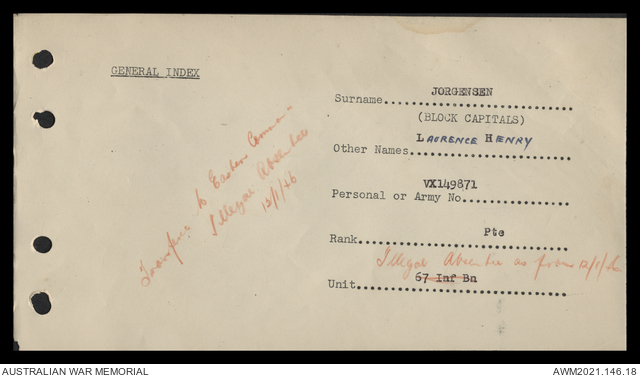 GENERAL INDEX
JORGENSEN
Surname
(BLOCK CAPITALS)
LAURENCE HENRY
Other Names
VX149871
Personal or Army No.
Pte
Rank
Illegal Absentee as from 12/1/46
67 Inf Bn
Unit
to Eastern Command
Illegal Absentee
12/1/46
AUSTRALIAN WAR MEMORIAL
AWM2021.146.18